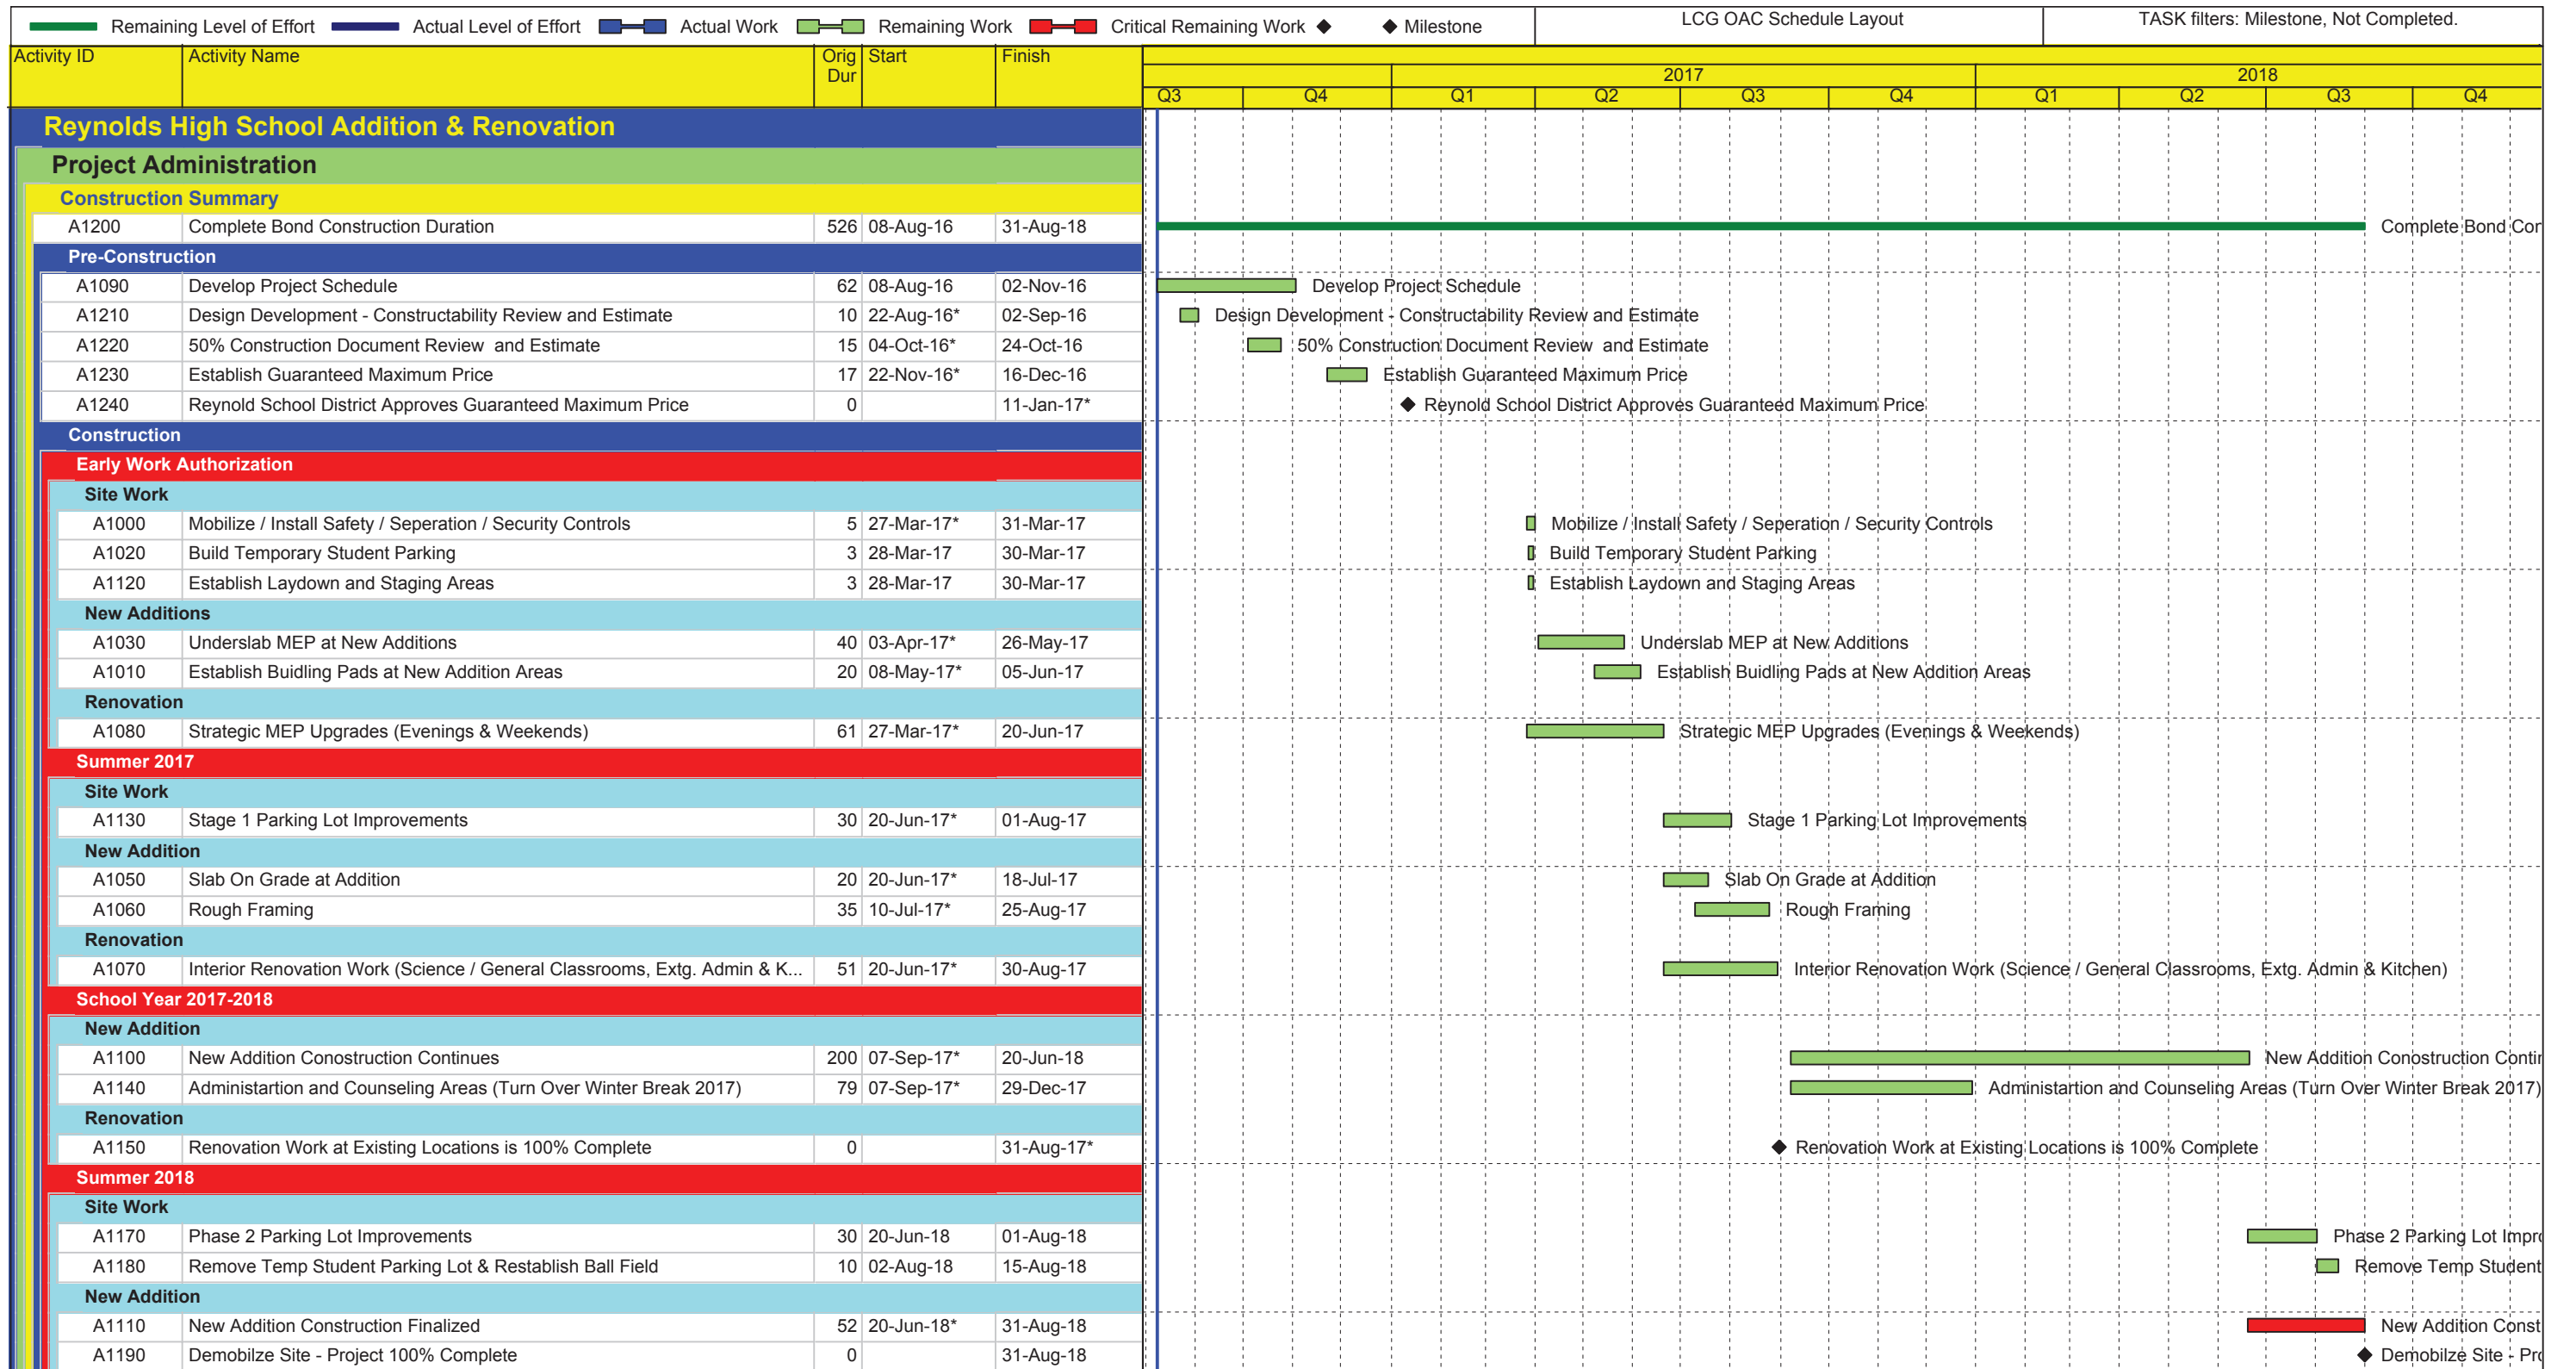 Remaining Level of Effort Actual Level of Effort Actual Work Remaining Work Critical Remaining Work Milestone LCG OAC Schedule Layout TASK filters: Milestone, Not Completed.
Activity ID Activity Name Orig Dur Start Finish
2017 2018
Q3 Q4 Q1 Q2 Q3 Q4 Q1 Q2 Q3 Q4
Reynolds High School Addition & Renovation
Project Administration
Construction Summary
A1200 Complete Bond Construction Duration 526 08-Aug-16 31-Aug-18 Complete Bond Con
Pre-Construction
A1090 Develop Project Schedule 62 08-Aug-16 02-Nov-16 Develop Project Schedule
A1210 Design Development - Constructability Review and Estimate 10 22-Aug-16* 02-Sep-16 Design Development - Constructability Review and Estimate
A1220 50% Construction Document Review and Estimate 15 04-Oct-16* 24-Oct-16 50% Construction Document Review and Estimate
A1230 Establish Guaranteed Maximum Price 17 22-Nov-16* 16-Dec-16 Establish Guaranteed Maximum Price
A1240 Reynold School District Approves Guaranteed Maximum Price 0 11-Jan-17* Reynold School District Approves Guaranteed Maximum Price
Construction
Early Work Authorization
Site Work
A1000 Mobilize / Install Safety / Seperation / Security Controls 5 27-Mar-17* 31-Mar-17 Mobilize / Install Safety / Seperation / Security Controls
A1020 Build Temporary Student Parking 3 28-Mar-17 30-Mar-17 Build Temporary Student Parking
A1120 Establish Laydown and Staging Areas 3 28-Mar-17 30-Mar-17 Establish Laydown and Staging Areas
New Additions
A1030 Underslab MEP at New Additions 40 03-Apr-17* 26-May-17 Underslab MEP at New Additions
A1010 Establish Buidling Pads at New Addition Areas 20 08-May-17* 05-Jun-17 Establish Buidling Pads at New Addition Areas
Renovation
A1080 Strategic MEP Upgrades (Evenings & Weekends) 61 27-Mar-17* 20-Jun-17 Strategic MEP Upgrades (Evenings & Weekends)
Summer 2017
Site Work
A1130 Stage 1 Parking Lot Improvements 30 20-Jun-17* 01-Aug-17 Stage 1 Parking Lot Improvements
New Addition
A1050 Slab On Grade at Addition 20 20-Jun-17* 18-Jul-17 Slab On Grade at Addition
A1060 Rough Framing 35 10-Jul-17* 25-Aug-17 Rough Framing
Renovation
A1070 Interior Renovation Work (Science / General Classrooms, Extg. Admin & K... 51 20-Jun-17* 30-Aug-17 Interior Renovation Work (Science / General Classrooms, Extg. Admin & Kitchen)
School Year 2017-2018
New Addition
A1100 New Addition Conostruction Continues 200 07-Sep-17* 20-Jun-18 New Addition Conostruction Contin
A1140 Administartion and Counseling Areas (Turn Over Winter Break 2017) 79 07-Sep-17* 29-Dec-17 Administartion and Counseling Areas (Turn Over Winter Break 2017)
Renovation
A1150 Renovation Work at Existing Locations is 100% Complete 0 31-Aug-17* Renovation Work at Existing Locations is 100% Complete
Summer 2018
Site Work
A1170 Phase 2 Parking Lot Improvements 30 20-Jun-18 01-Aug-18 Phase 2 Parking Lot Impro
A1180 Remove Temp Student Parking Lot & Restablish Ball Field 10 02-Aug-18 15-Aug-18 Remove Temp Student
New Addition
A1110 New Addition Construction Finalized 52 20-Jun-18* 31-Aug-18 New Addition Const
A1190 Demobilze Site - Project 100% Complete 0 31-Aug-18 Demobilze Site - Pro